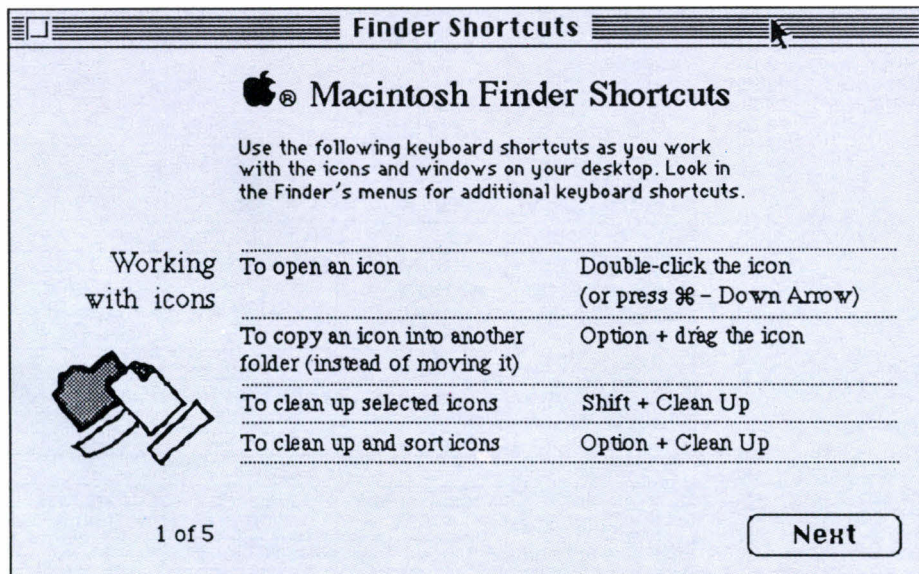 Finder Shortcuts
® Macintosh Finder Shortcuts
Use the following keyboard shortcuts as you work
with the icons and windows on your desktop. Look in
the Finder's menus for additional keyboard shortcuts.
Working
with icons
To open an icon
Double-click the icon
(or press ⌘ – Down Arrow)
To copy an icon into another
folder (instead of moving it)
Option + drag the icon
To clean up selected icons
Shift + Clean Up
To clean up and sort icons
Option + Clean Up
1 of 5
Next